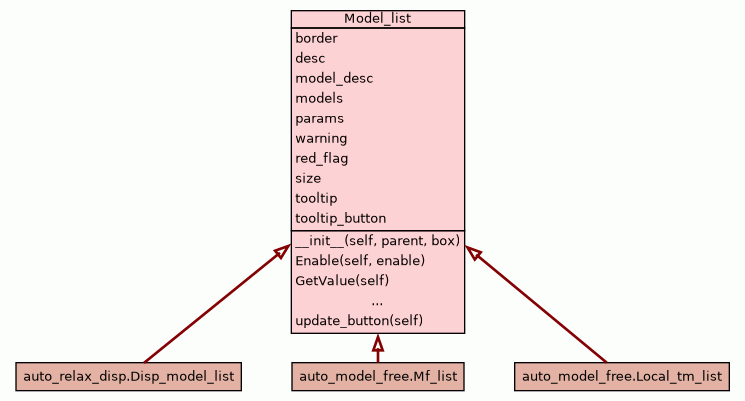 Model_list
border
desc
model_desc
models
params
warning
red_flag
size
tooltip
tooltip_button
__init__(self, parent, box)
Enable(self, enable)
GetValue(self)
...
update_button(self)
auto_relax_disp.Disp_model_list
auto_model_free.Mf_list
auto_model_free.Local_tm_list